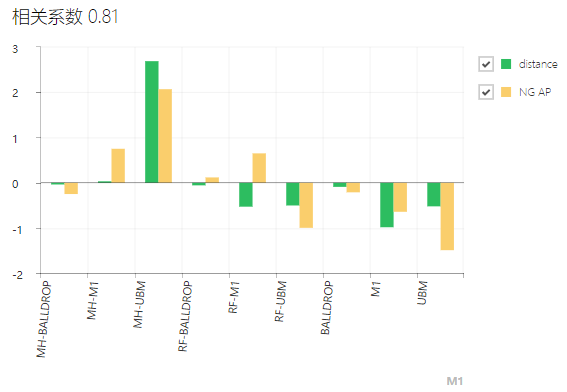 相关系数 0.81
3
2
1
0
-1
-2
MH-BALLDROP
MH-M1
MH-UBM
RF-BALLDROP
RF-M1
RF-UBM
BALLDROP
M1
UBM
distance
NG AP
M1